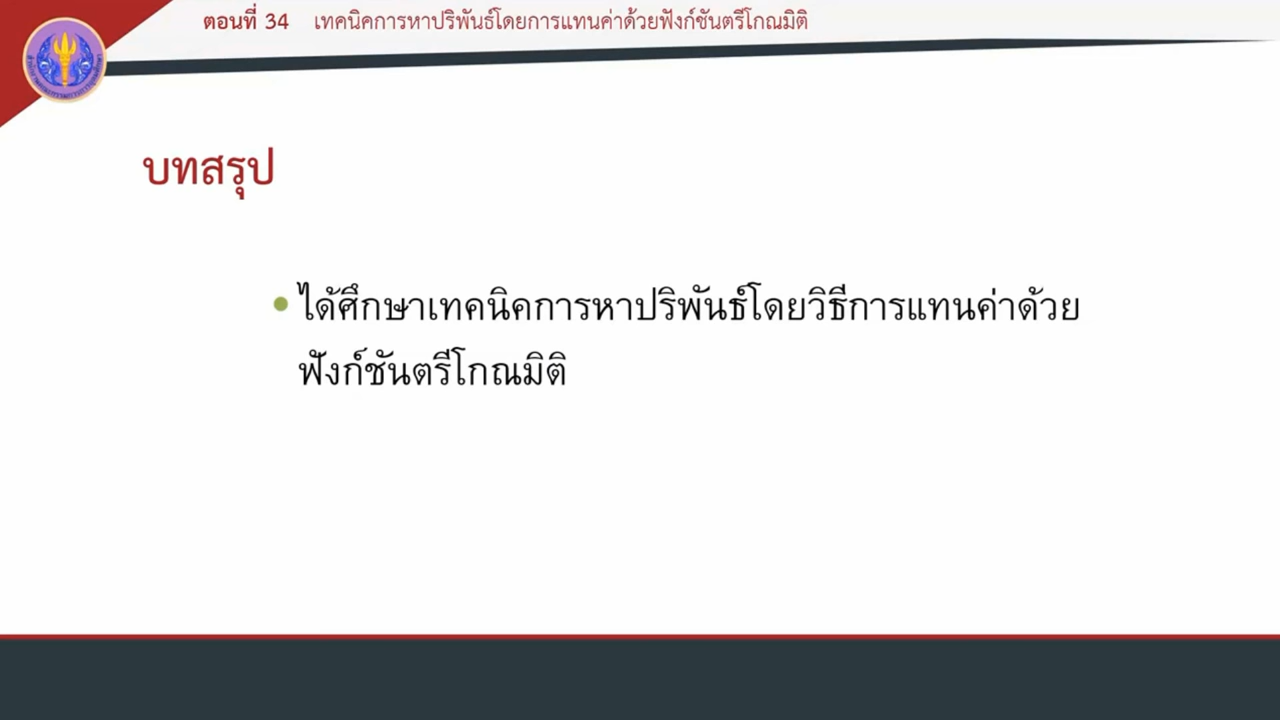 ตอนที่ 34 เทคนิคการหาปริพันธ์โดยการแทนค่าด้วยฟังก์ชันตรีโกณมิติ
บทสรุป
• ได้ศึกษาเทคนิคการหาปริพันธ์โดยวิธีการแทนค่าด้วย
ฟังก์ชันตรีโกณมิติ